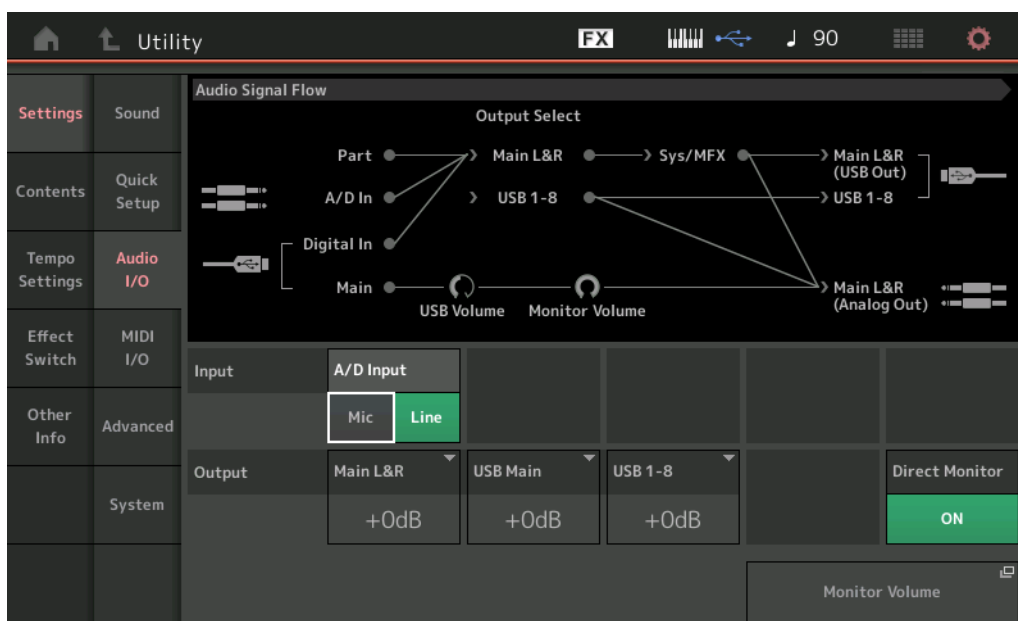 Utility
FX
♩ 90
Settings
Sound
Contents
Quick
Setup
Tempo
Settings
Audio
I/O
Effect
Switch
MIDI
I/O
Other
Info
Advanced
System
Audio Signal Flow
Output Select
Part
Main L&R
Sys/MFX
Main L&R
(USB Out)
A/D In
USB 1-8
USB 1-8
Digital In
Main
USB Volume
Monitor Volume
Main L&R
(Analog Out)
Input
A/D Input
Mic
Line
Output
Main L&R
USB Main
USB 1-8
Direct Monitor
+0dB
+0dB
+0dB
ON
Monitor Volume